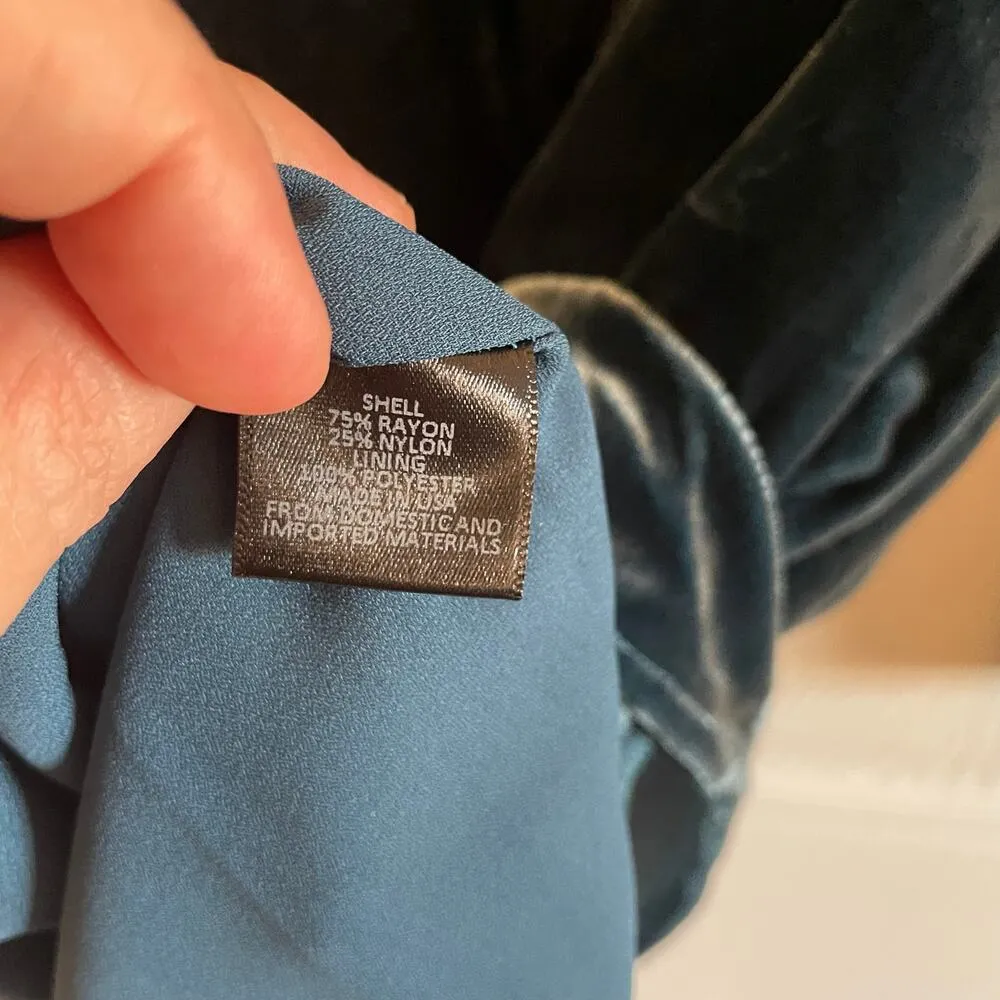 SHELL
75% RAYON
25% NYLON
LINING
100% POLYESTER
MADE IN USA
FROM DOMESTIC AND
IMPORTED MATERIALS